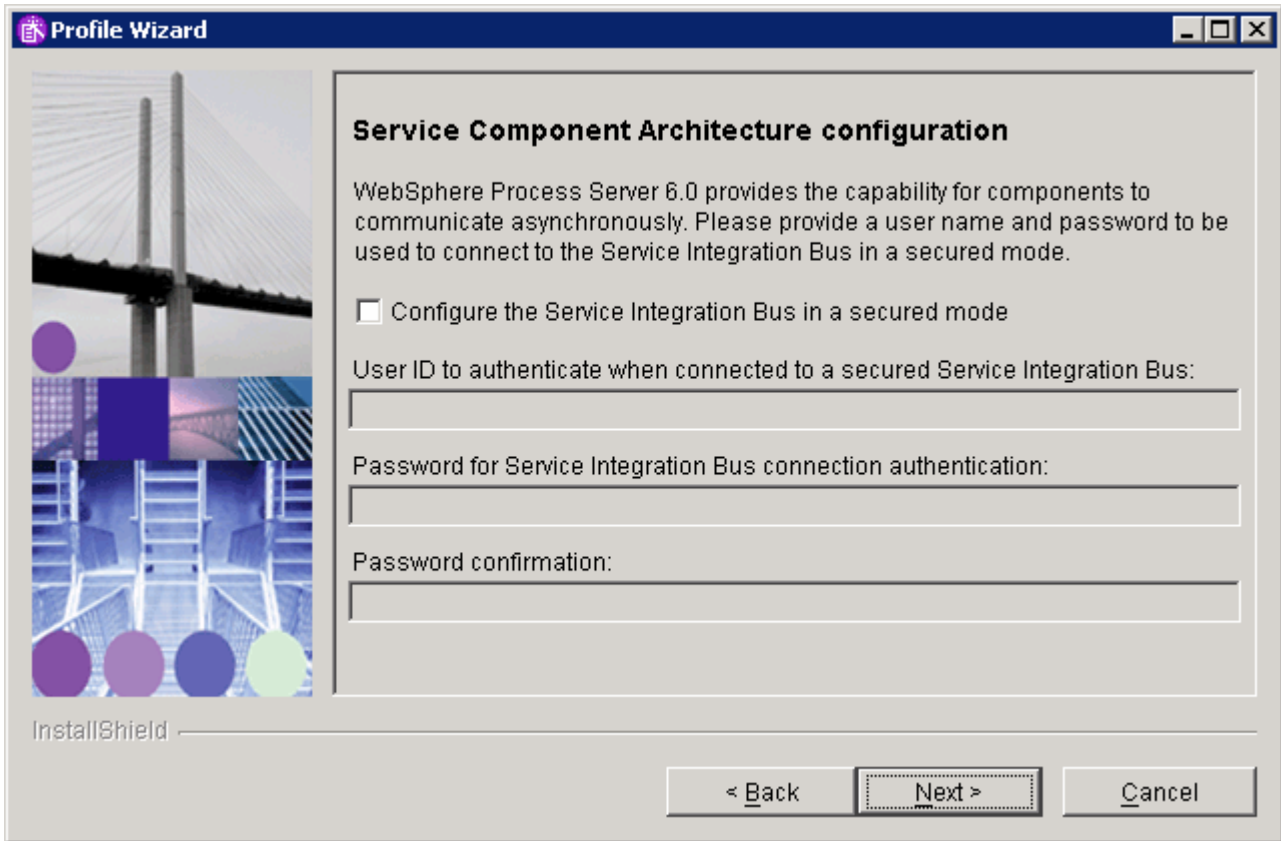 Profile Wizard
Service Component Architecture configuration
WebSphere Process Server 6.0 provides the capability for components to
communicate asynchronously. Please provide a user name and password to be
used to connect to the Service Integration Bus in a secured mode.
Configure the Service Integration Bus in a secured mode
User ID to authenticate when connected to a secured Service Integration Bus:
Password for Service Integration Bus connection authentication:
Password confirmation:
InstallShield
< Back Next > Cancel